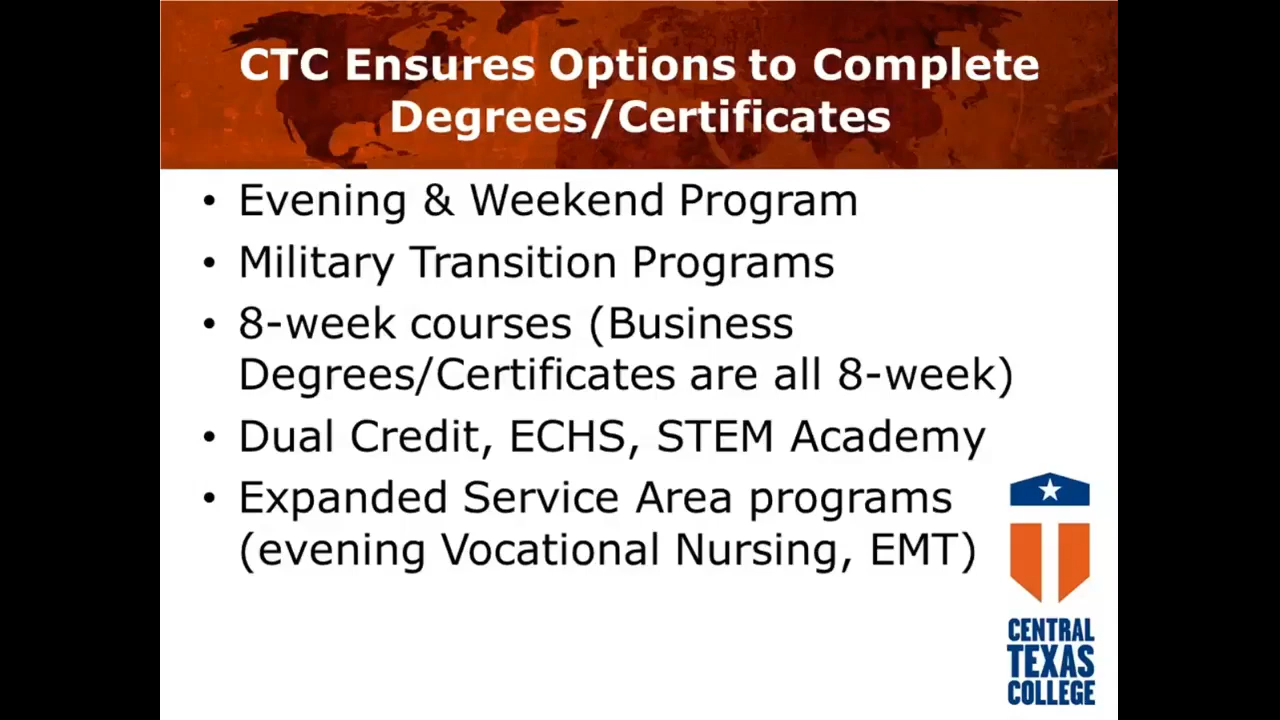 CTC Ensures Options to Complete
Degrees/Certificates
• Evening & Weekend Program
• Military Transition Programs
• 8-week courses (Business
Degrees/Certificates are all 8-week)
• Dual Credit, ECHS, STEM Academy
• Expanded Service Area programs
(evening Vocational Nursing, EMT)
CENTRAL
TEXAS
COLLEGE